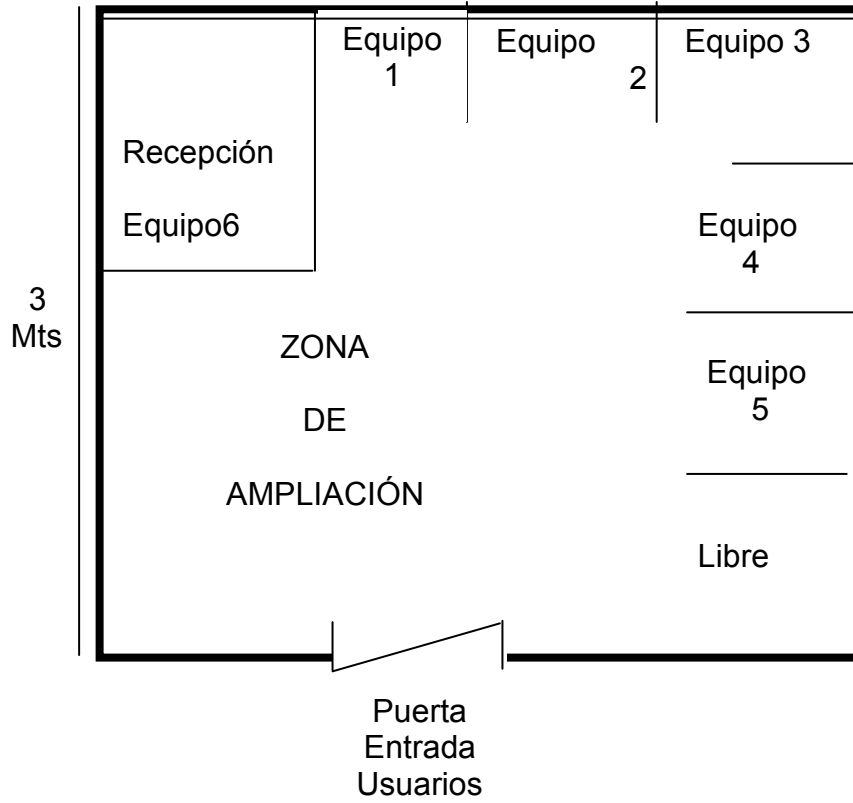 Equipo
1
Equipo
2
Equipo 3
Recepción
Equipo6
Equipo
4
3
Mts
ZONA
DE
AMPLIACIÓN
Equipo
5
Libre
Puerta
Entrada
Usuarios